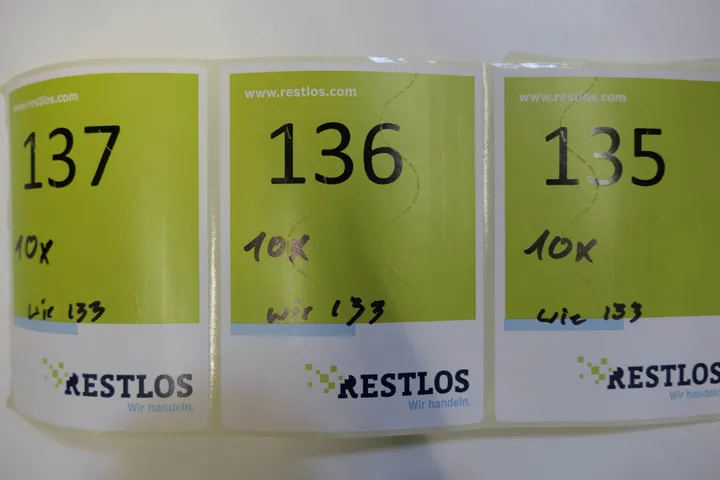 www.restlos.com
137
10x
wie 133
RESTLOS
Wir handeln.
www.restlos.com
136
10x
wie 133
RESTLOS
Wir handeln.
www.restlos.com
135
10x
wie 133
RESTLOS
Wir handeln.